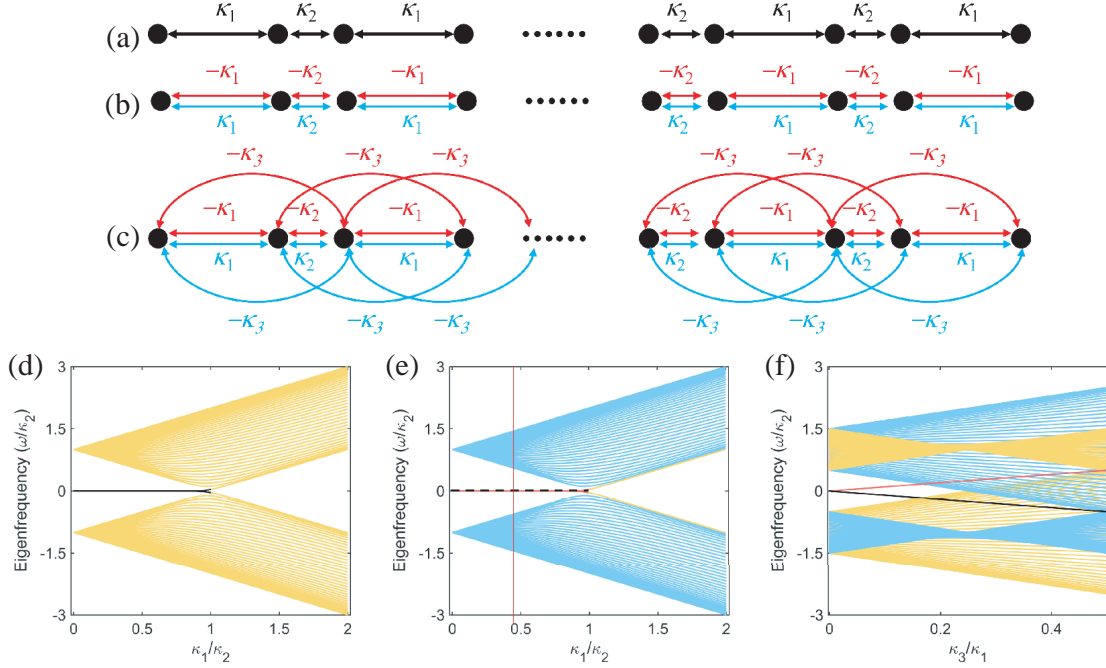 κ₁ κ₂ κ₁ κ₂ κ₁ κ₂ κ₁
(a)
−κ₁ −κ₂ −κ₁ −κ₂ −κ₁ −κ₂ −κ₁
(b)
κ₁ κ₂ κ₁ κ₂ κ₁ κ₂ κ₁
−κ₃ −κ₃ −κ₃ −κ₃ −κ₃ −κ₃
−κ₁ −κ₂ −κ₁ −κ₂ −κ₁ −κ₂ −κ₁
(c)
κ₁ κ₂ κ₁ κ₂ κ₁ κ₂ κ₁
−κ₃ −κ₃ −κ₃ −κ₃ −κ₃ −κ₃
(d)
Eigenfrequency (ω/κ₂)
3
1.5
0
-1.5
-3
0 0.5 1 1.5 2
κ₁/κ₂
(e)
Eigenfrequency (ω/κ₂)
3
1.5
0
-1.5
-3
0 0.5 1 1.5 2
κ₁/κ₂
(f)
Eigenfrequency (ω/κ₂)
3
1.5
0
-1.5
-3
0 0.2 0.4
κ₃/κ₁